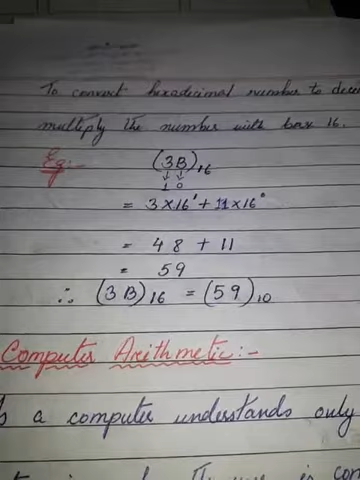 To convert hexadecimal number to deci
multiply the number with base 16.
Eg:- (3B)16
↓ ↓
1 0
= 3×16¹ + 11×16⁰
= 48 + 11
= 59
∴ (3B)16 = (59)10
Computer Arithmetic:-
a computer understands only